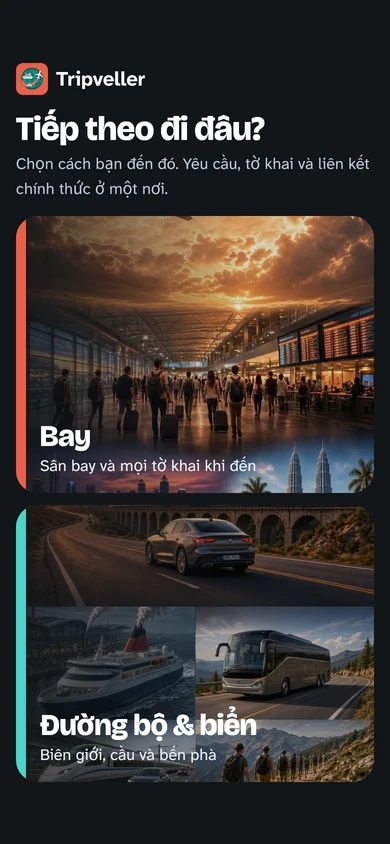 Tripveller
Tiếp theo đi đâu?
Chọn cách bạn đến đó. Yêu cầu, tờ khai và liên kết
chính thức ở một nơi.
Bay
Sân bay và mọi tờ khai khi đến
Đường bộ & biển
Biên giới, cầu và bến phà